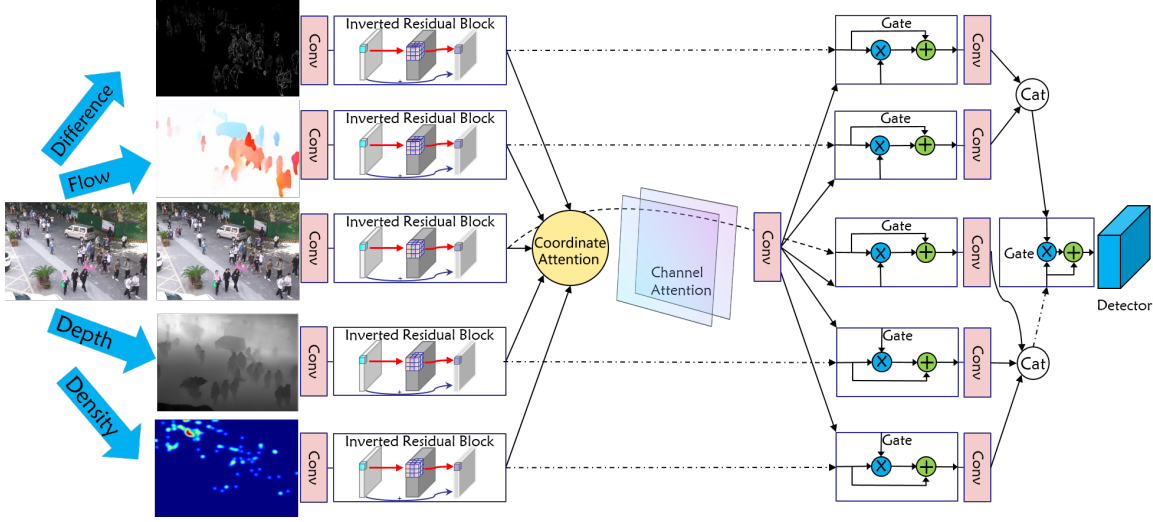 Difference
Flow
Depth
Density
Conv
Inverted Residual Block
+
Conv
Inverted Residual Block
+
Conv
Inverted Residual Block
+
Conv
Inverted Residual Block
+
Conv
Inverted Residual Block
+
Coordinate
Attention
Channel
Attention
Conv
Gate
Conv
Gate
Conv
Gate
Conv
Gate
Conv
Gate
Conv
Cat
Cat
Gate
Detector